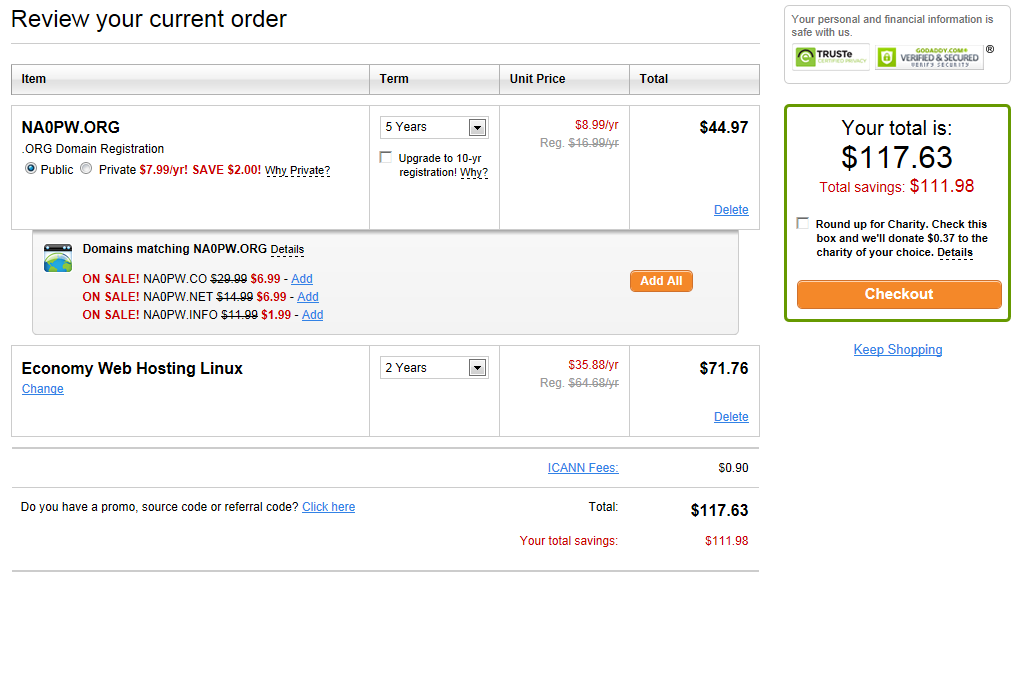 Review your current order
Your personal and financial information is
safe with us.
TRUSTe
CERTIFIED PRIVACY
GODADDY.COM®
VERIFIED & SECURED
VERIFY SECURITY
®
Item Term Unit Price Total
NA0PW.ORG
.ORG Domain Registration
Public Private $7.99/yr! SAVE $2.00! Why Private?
5 Years
Upgrade to 10-yr
registration! Why?
$8.99/yr
Reg. $16.99/yr
$44.97
Delete
Domains matching NA0PW.ORG Details
ON SALE! NA0PW.CO $29.99 $6.99 - Add
ON SALE! NA0PW.NET $14.99 $6.99 - Add
ON SALE! NA0PW.INFO $11.99 $1.99 - Add
Add All
Economy Web Hosting Linux
Change
2 Years
$35.88/yr
Reg. $64.68/yr
$71.76
Delete
ICANN Fees: $0.90
Do you have a promo, source code or referral code? Click here
Total: $117.63
Your total savings: $111.98
Your total is:
$117.63
Total savings: $111.98
Round up for Charity. Check this
box and we'll donate $0.37 to the
charity of your choice. Details
Checkout
Keep Shopping